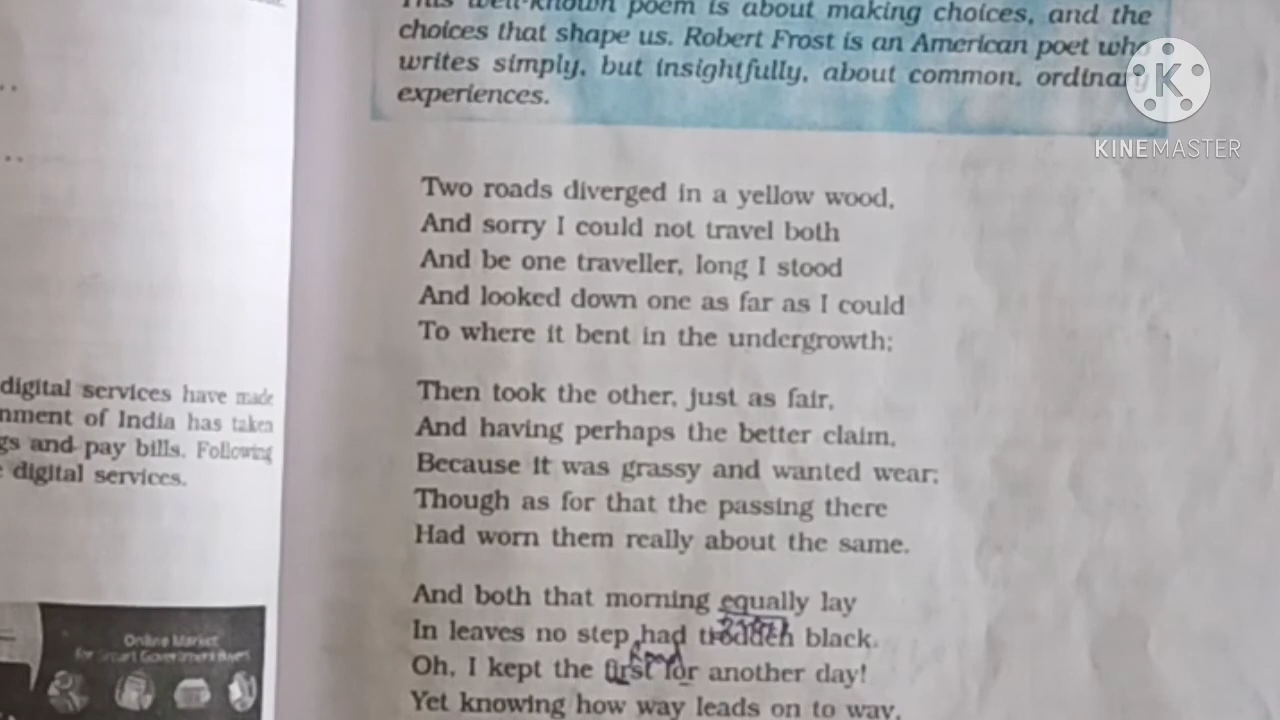 This well-known poem is about making choices, and the
choices that shape us. Robert Frost is an American poet who
writes simply, but insightfully, about common, ordinary
experiences.
KINEMASTER
Two roads diverged in a yellow wood,
And sorry I could not travel both
And be one traveller, long I stood
And looked down one as far as I could
To where it bent in the undergrowth;
Then took the other, just as fair,
And having perhaps the better claim,
Because it was grassy and wanted wear;
Though as for that the passing there
Had worn them really about the same.
And both that morning equally lay
In leaves no step had trodden black.
Oh, I kept the first for another day!
Yet knowing how way leads on to way,
digital services have made
nment of India has taken
gs and pay bills. Following
digital services.
Online Market
for Smart Government Buyers